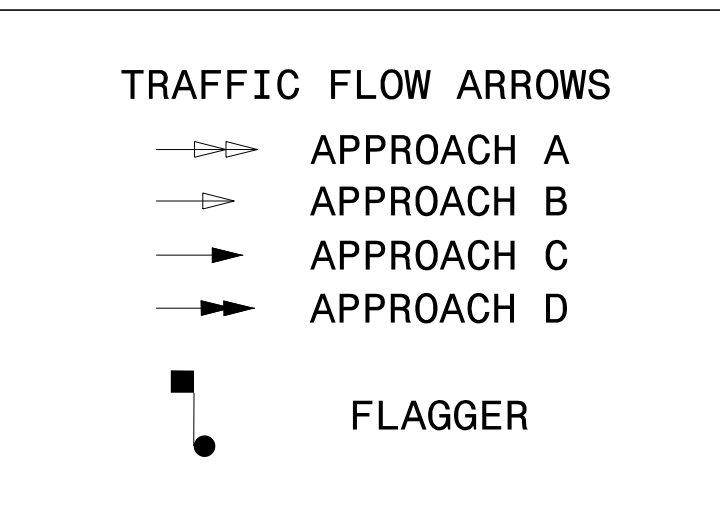 TRAFFIC FLOW ARROWS
APPROACH A
APPROACH B
APPROACH C
APPROACH D
FLAGGER